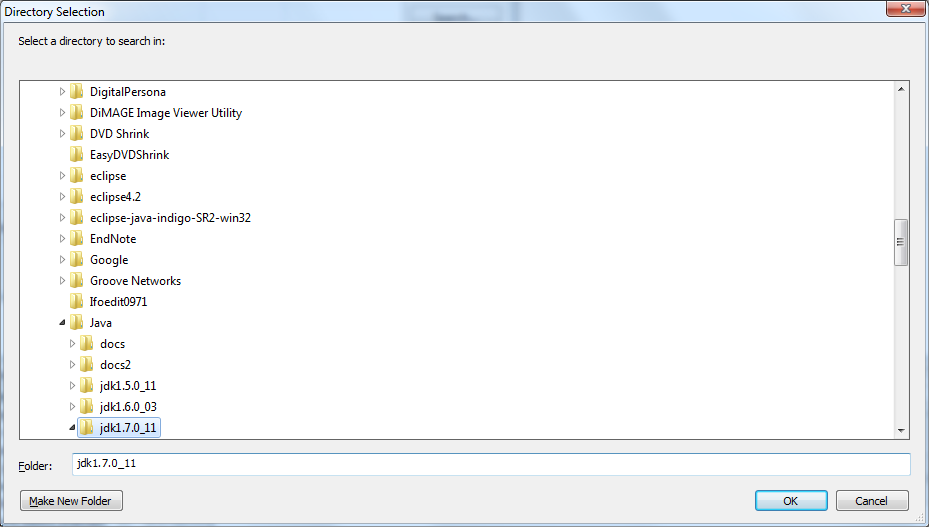 Directory Selection
Select a directory to search in:
DigitalPersona
DiMAGE Image Viewer Utility
DVD Shrink
EasyDVDShrink
eclipse
eclipse4.2
eclipse-java-indigo-SR2-win32
EndNote
Google
Groove Networks
Ifoedit0971
Java
docs
docs2
jdk1.5.0_11
jdk1.6.0_03
jdk1.7.0_11
Folder: jdk1.7.0_11
Make New Folder OK Cancel